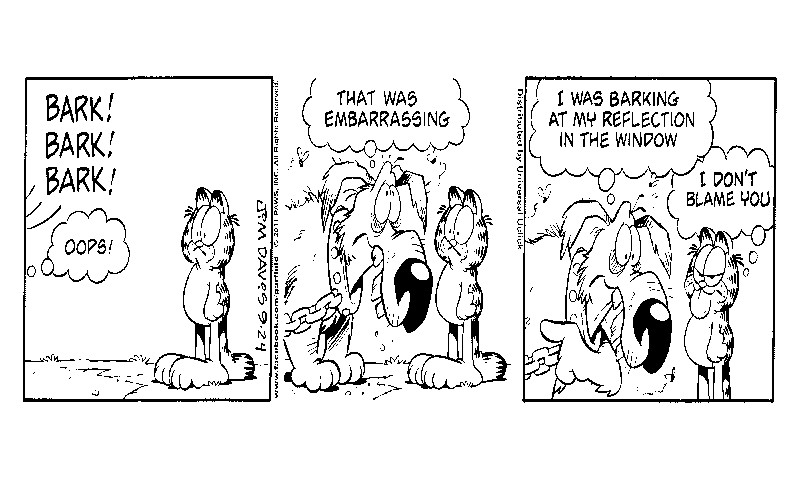 BARK!
BARK!
BARK!
OOPS!
JIM DAVIS 9·24
www.facebook.com/garfield © 2011 PAWS, INC. All Rights Reserved.
THAT WAS
EMBARRASSING
Distributed by Universal Uclick
I WAS BARKING
AT MY REFLECTION
IN THE WINDOW
I DON'T
BLAME YOU